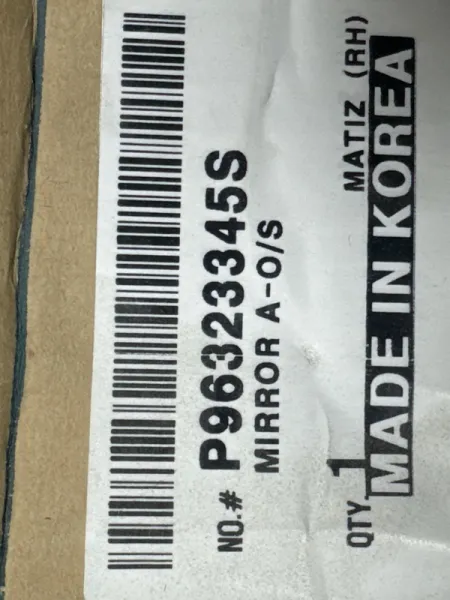 NO.# P96323345S
MIRROR A-O/S
QTY 1 MATIZ (RH)
MADE IN KOREA